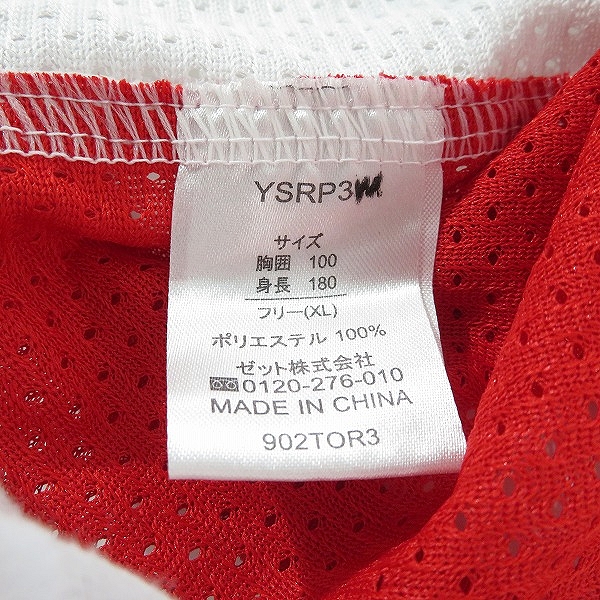 YSRP3M
サイズ
胸囲 100
身長 180
フリー(XL)
ポリエステル 100%
ゼット株式会社
0120-276-010
MADE IN CHINA
902TOR3